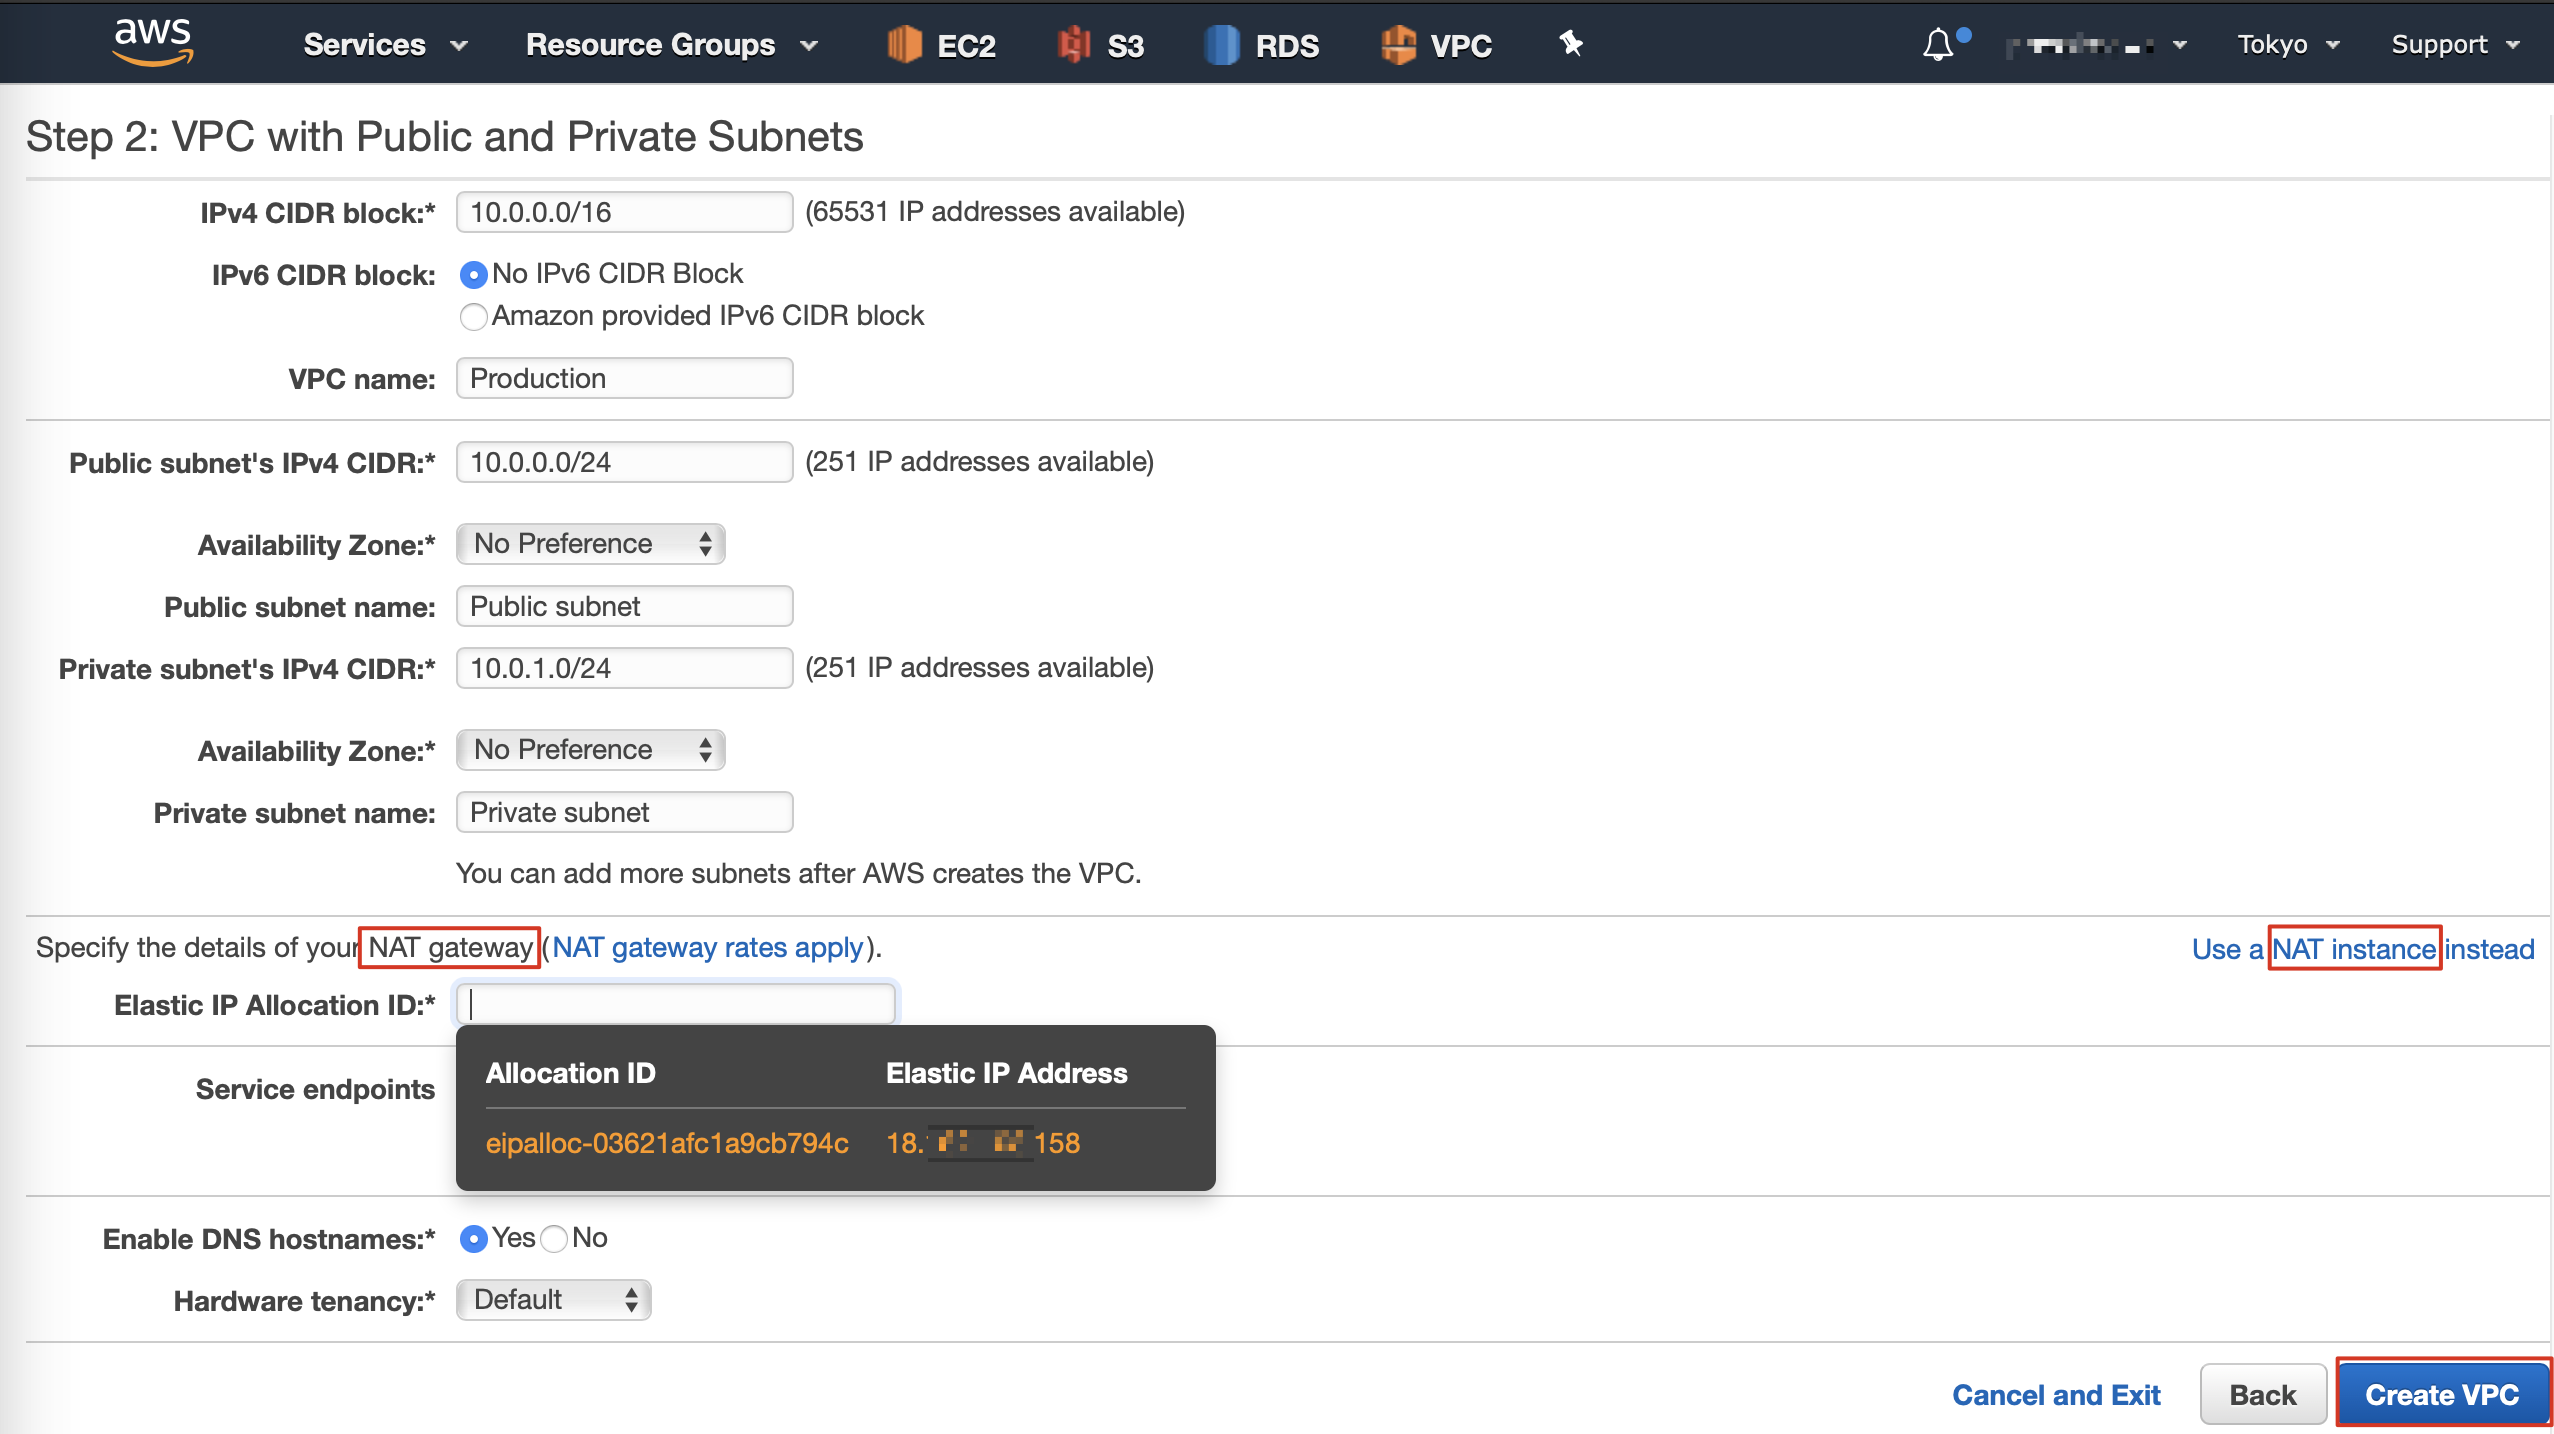 aws Services Resource Groups EC2 S3 RDS VPC Tokyo Support
Step 2: VPC with Public and Private Subnets
IPv4 CIDR block:* 10.0.0.0/16 (65531 IP addresses available)
IPv6 CIDR block: No IPv6 CIDR Block
Amazon provided IPv6 CIDR block
VPC name: Production
Public subnet's IPv4 CIDR:* 10.0.0.0/24 (251 IP addresses available)
Availability Zone:* No Preference
Public subnet name: Public subnet
Private subnet's IPv4 CIDR:* 10.0.1.0/24 (251 IP addresses available)
Availability Zone:* No Preference
Private subnet name: Private subnet
You can add more subnets after AWS creates the VPC.
Specify the details of your NAT gateway (NAT gateway rates apply). Use a NAT instance instead
Elastic IP Allocation ID:*
Allocation ID Elastic IP Address
Service endpoints
eipalloc-03621afc1a9cb794c 18. 158
Enable DNS hostnames:* Yes No
Hardware tenancy:* Default
Cancel and Exit Back Create VPC